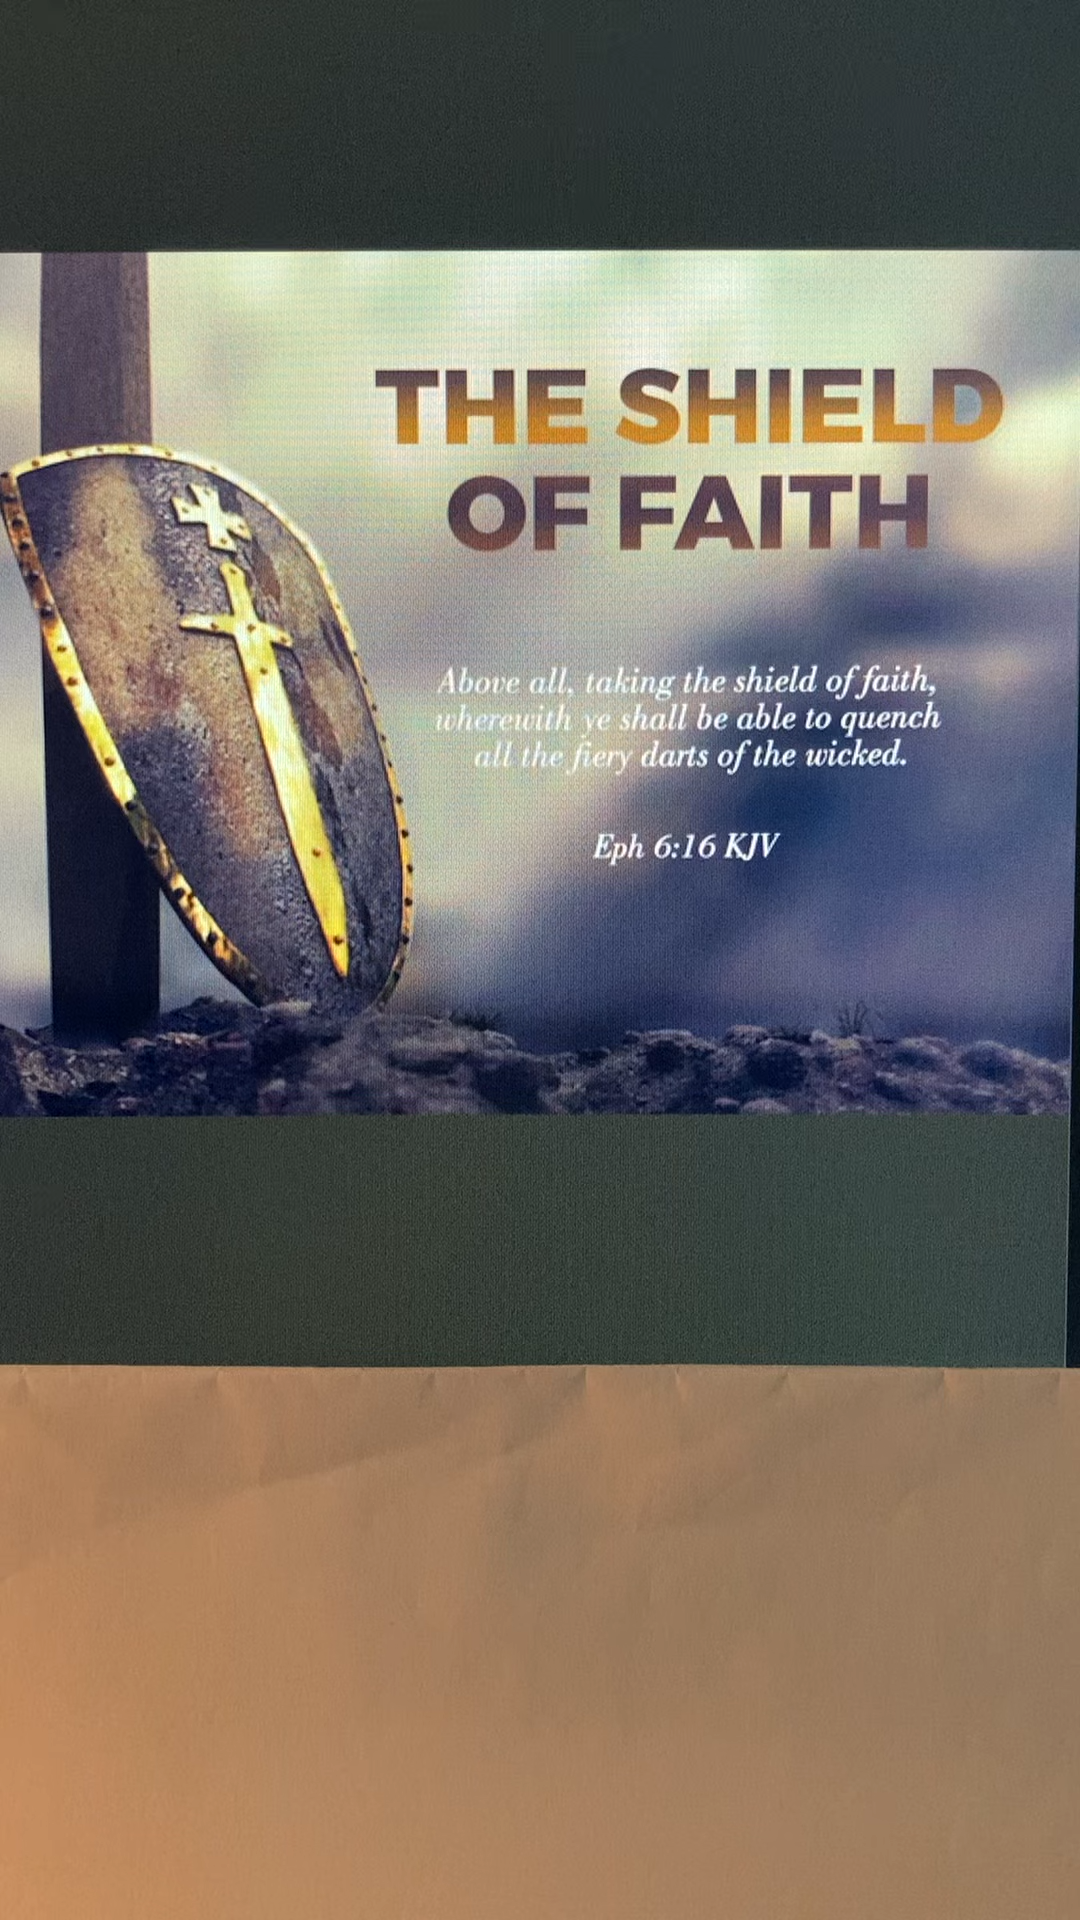 THE SHIELD
OF FAITH
Above all, taking the shield of faith,
wherewith ye shall be able to quench
all the fiery darts of the wicked.
Eph 6:16 KJV